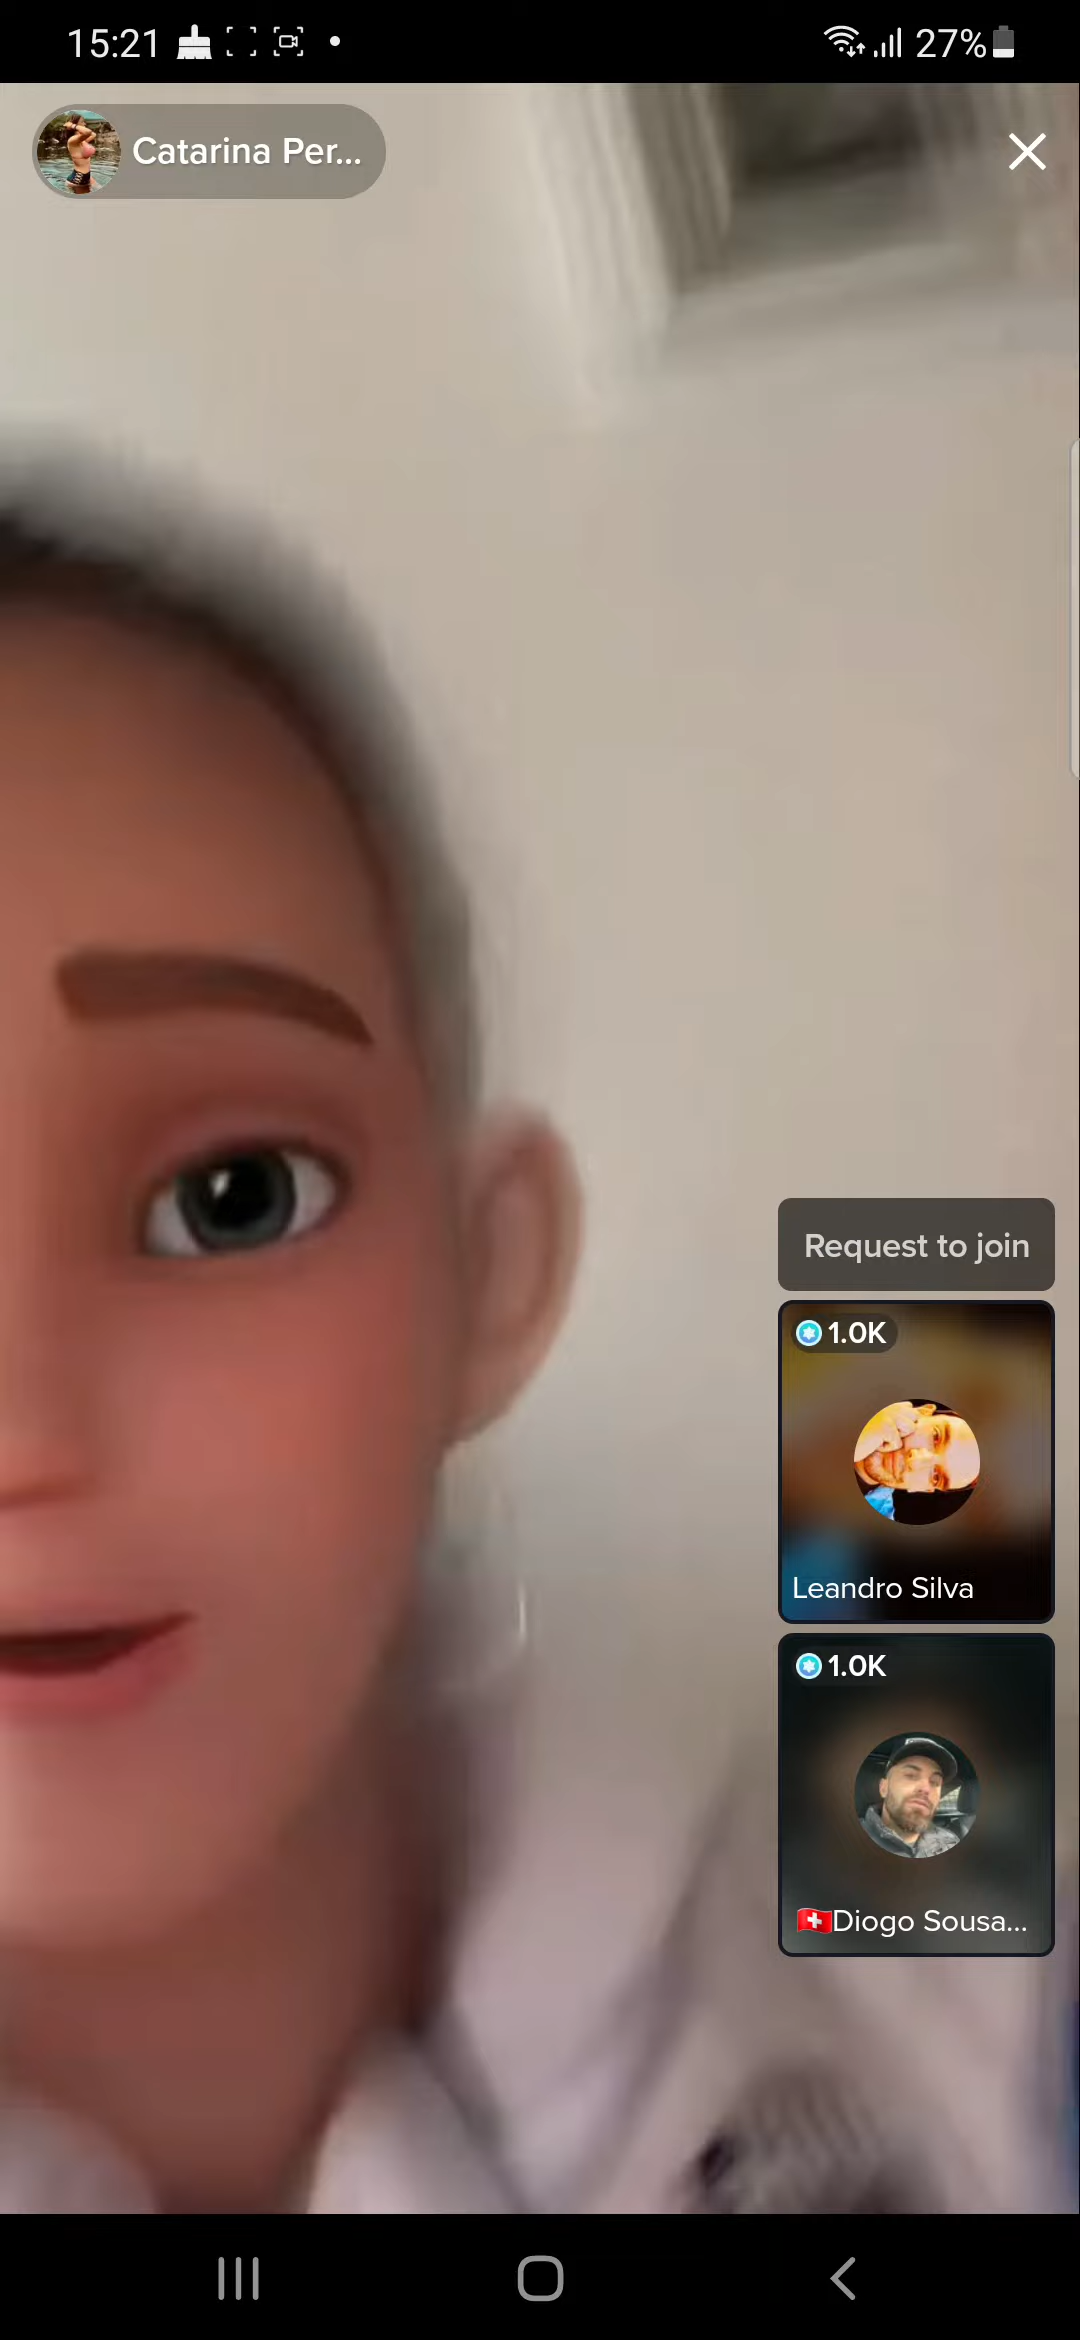 15:21
27%
Catarina Per...
Request to join
1.0K
Leandro Silva
1.0K
🇨🇭Diogo Sousa...